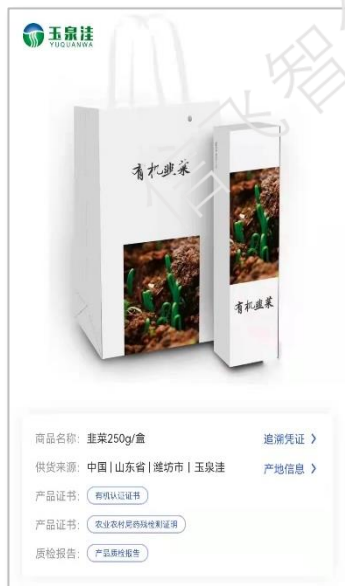 玉泉洼
YUQUANWA
有机韭菜
有机韭菜
商品名称: 韭菜250g/盒 追溯凭证 》
供货来源: 中国 | 山东省 | 潍坊市 | 玉泉洼 产地信息 》
产品证书: 有机认证证书
产品证书: 农业农村局药残检测证明
质检报告: 产品质检报告